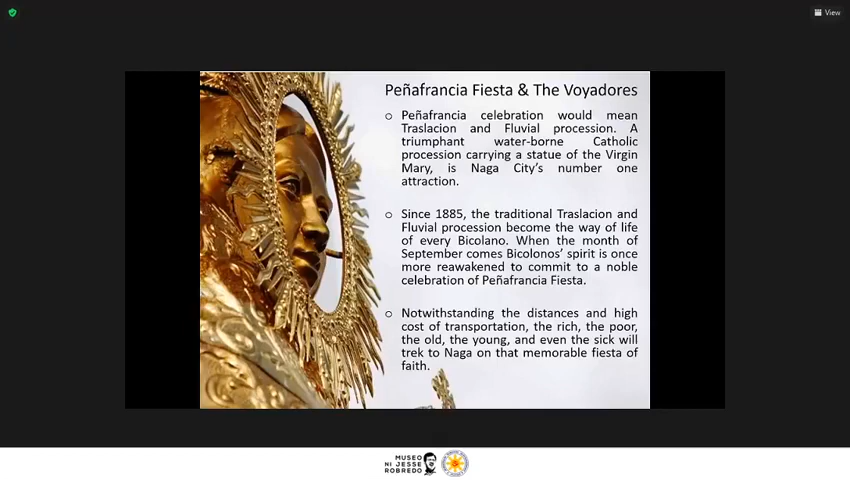 View
Peñafrancia Fiesta & The Voyadores
o Peñafrancia celebration would mean
Traslacion and Fluvial procession. A
triumphant water-borne Catholic
procession carrying a statue of the Virgin
Mary, is Naga City's number one
attraction.
o Since 1885, the traditional Traslacion and
Fluvial procession become the way of life
of every Bicolano. When the month of
September comes Bicolonos' spirit is once
more reawakened to commit to a noble
celebration of Peñafrancia Fiesta.
o Notwithstanding the distances and high
cost of transportation, the rich, the poor,
the old, the young, and even the sick will
trek to Naga on that memorable fiesta of
faith.
MUSEO
NI JESSE
ROBREDO